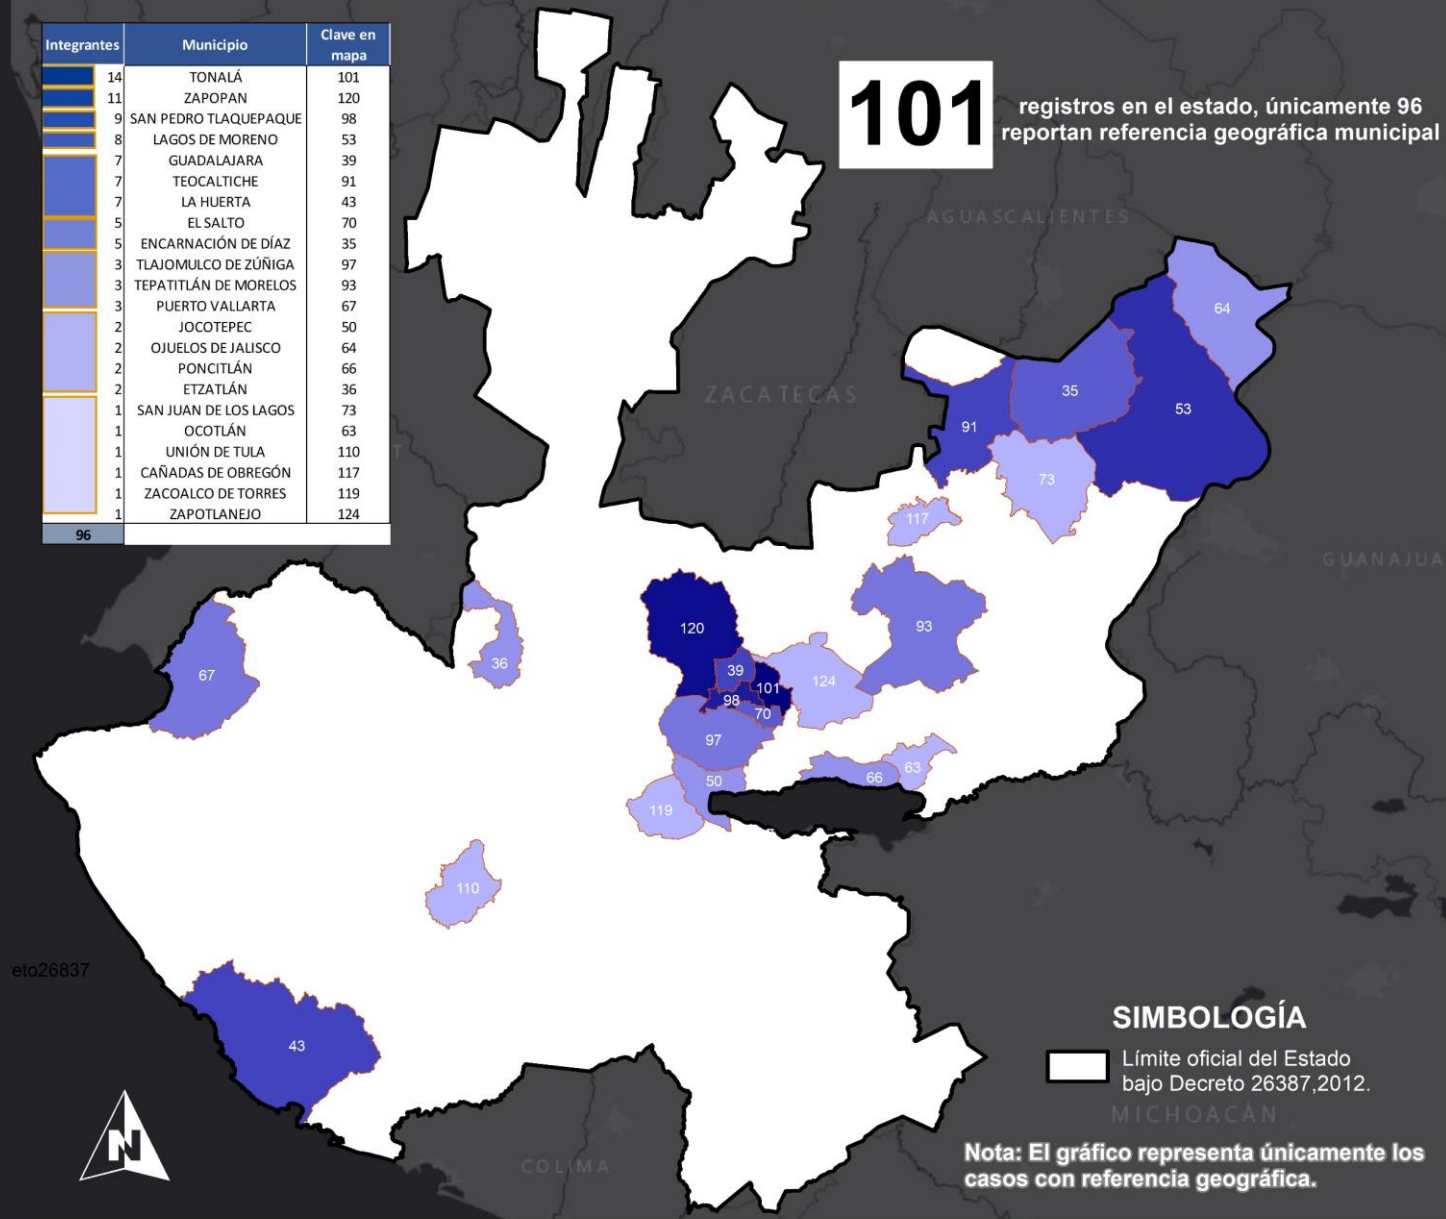 Integrantes Municipio Clave en mapa
14 TONALÁ 101
11 ZAPOPAN 120
9 SAN PEDRO TLAQUEPAQUE 98
8 LAGOS DE MORENO 53
7 GUADALAJARA 39
7 TEOCALTICHE 91
7 LA HUERTA 43
5 EL SALTO 70
5 ENCARNACIÓN DE DÍAZ 35
3 TLAJOMULCO DE ZÚÑIGA 97
3 TEPATITLÁN DE MORELOS 93
3 PUERTO VALLARTA 67
2 JOCOTEPEC 50
2 OJUELOS DE JALISCO 64
2 PONCITLÁN 66
2 ETZATLÁN 36
1 SAN JUAN DE LOS LAGOS 73
1 OCOTLÁN 63
1 UNIÓN DE TULA 110
1 CAÑADAS DE OBREGÓN 117
1 ZACOALCO DE TORRES 119
1 ZAPOTLANEJO 124
96
101
registros en el estado, únicamente 96
reportan referencia geográfica municipal
AGUASCALIENTES
64
ZACATECAS
35
53
91
T
73
117
GUANAJUA
120
93
36
39
67
124
101
98
70
97
63
66
50
119
110
eto26837
43
SIMBOLOGÍA
Límite oficial del Estado
bajo Decreto 26387,2012.
MICHOACÁN
N
COLIMA
Nota: El gráfico representa únicamente los
casos con referencia geográfica.